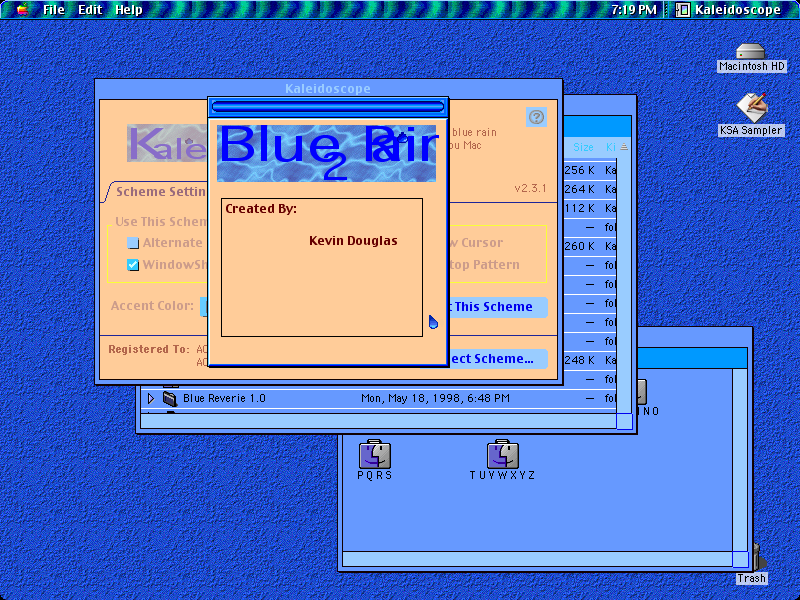 File Edit Help
7:19 PM
Kaleidoscope
Macintosh HD
KSA Sampler
Kaleidoscope
Kale
blue rain
ou Mac
v2.3.1
Blue Rain
2
Created By:
Kevin Douglas
Scheme Settin
Use This Schem
Alternate
w Cursor
WindowSh
top Pattern
Accent Color:
t This Scheme
Registered To:
ect Scheme...
Size Ki
256 K Ka
264 K Ka
112 K Ka
— fol
260 K Ka
— fol
— fol
— fol
— fol
— fol
248 K Ka
— fol
Blue Reverie 1.0 Mon, May 18, 1998, 6:48 PM — fol
NO
PQRS
TUVWXYZ
Trash